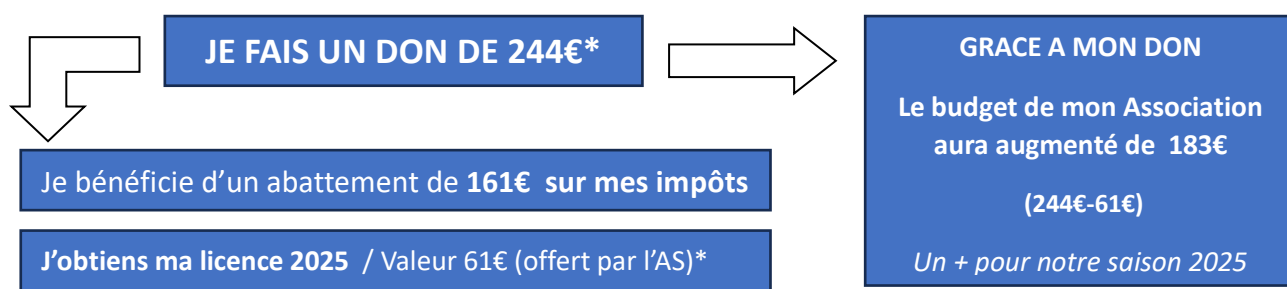 JE FAIS UN DON DE 244€*
Je bénéficie d’un abattement de 161€ sur mes impôts
J’obtiens ma licence 2025 / Valeur 61€ (offert par l’AS)*
GRACE A MON DON
Le budget de mon Association
aura augmenté de 183€
(244€-61€)
Un + pour notre saison 2025